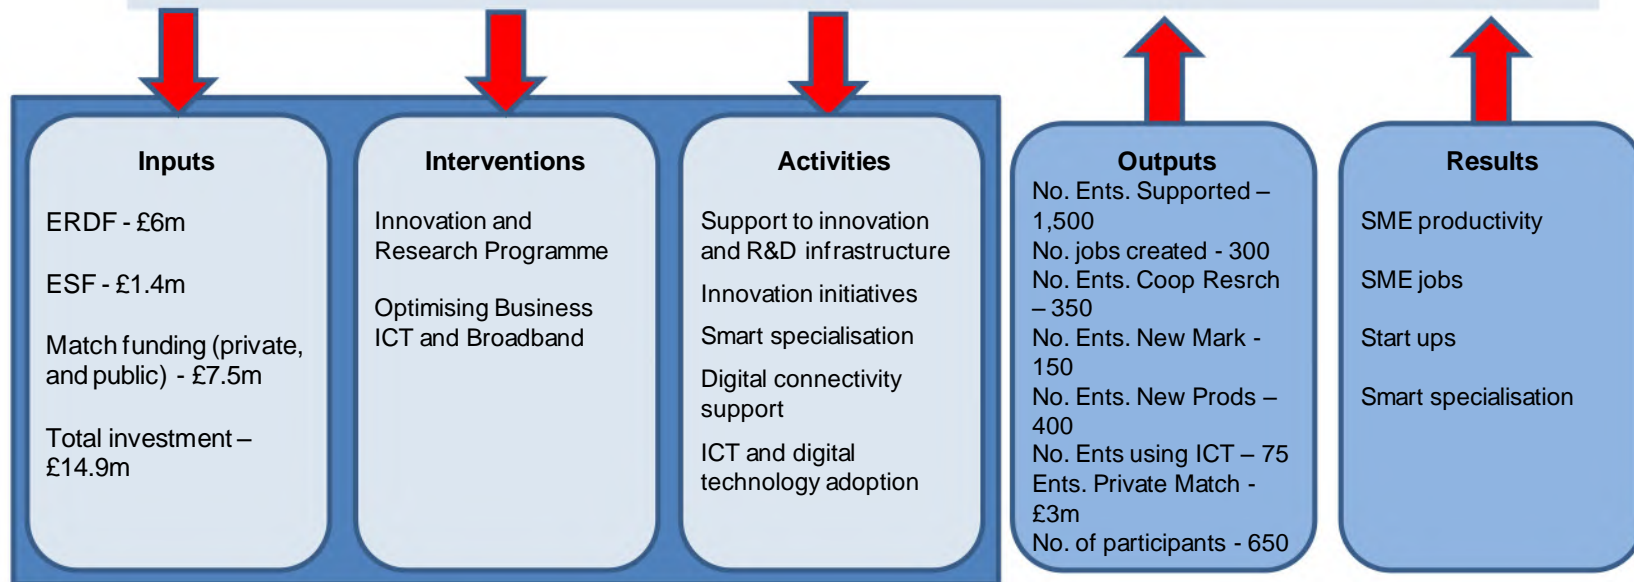 Inputs
ERDF - £6m
ESF - £1.4m
Match funding (private,
and public) - £7.5m
Total investment –
£14.9m
Interventions
Innovation and
Research Programme
Optimising Business
ICT and Broadband
Activities
Support to innovation
and R&D infrastructure
Innovation initiatives
Smart specialisation
Digital connectivity
support
ICT and digital
technology adoption
Outputs
No. Ents. Supported –
1,500
No. jobs created - 300
No. Ents. Coop Resrch
– 350
No. Ents. New Mark -
150
No. Ents. New Prods –
400
No. Ents using ICT – 75
Ents. Private Match -
£3m
No. of participants - 650
Results
SME productivity
SME jobs
Start ups
Smart specialisation